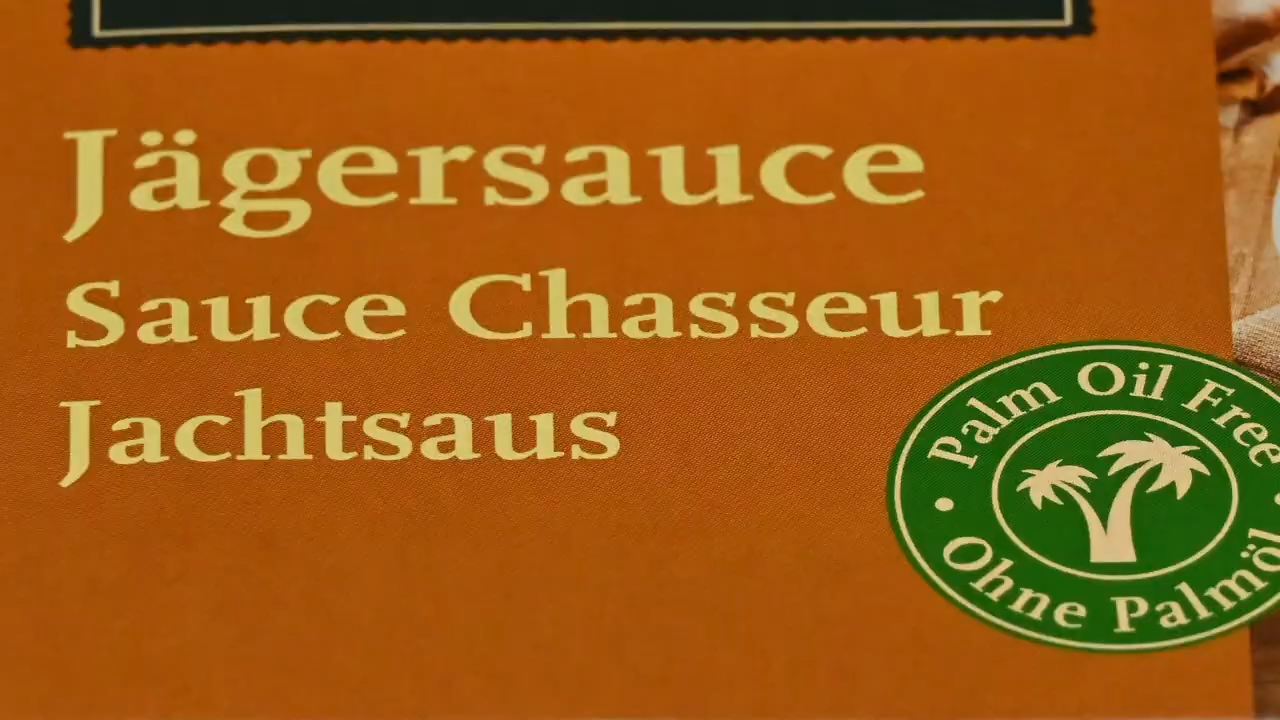 Jägersauce
Sauce Chasseur
Jachtsaus
Palm Oil Free
Ohne Palmöl